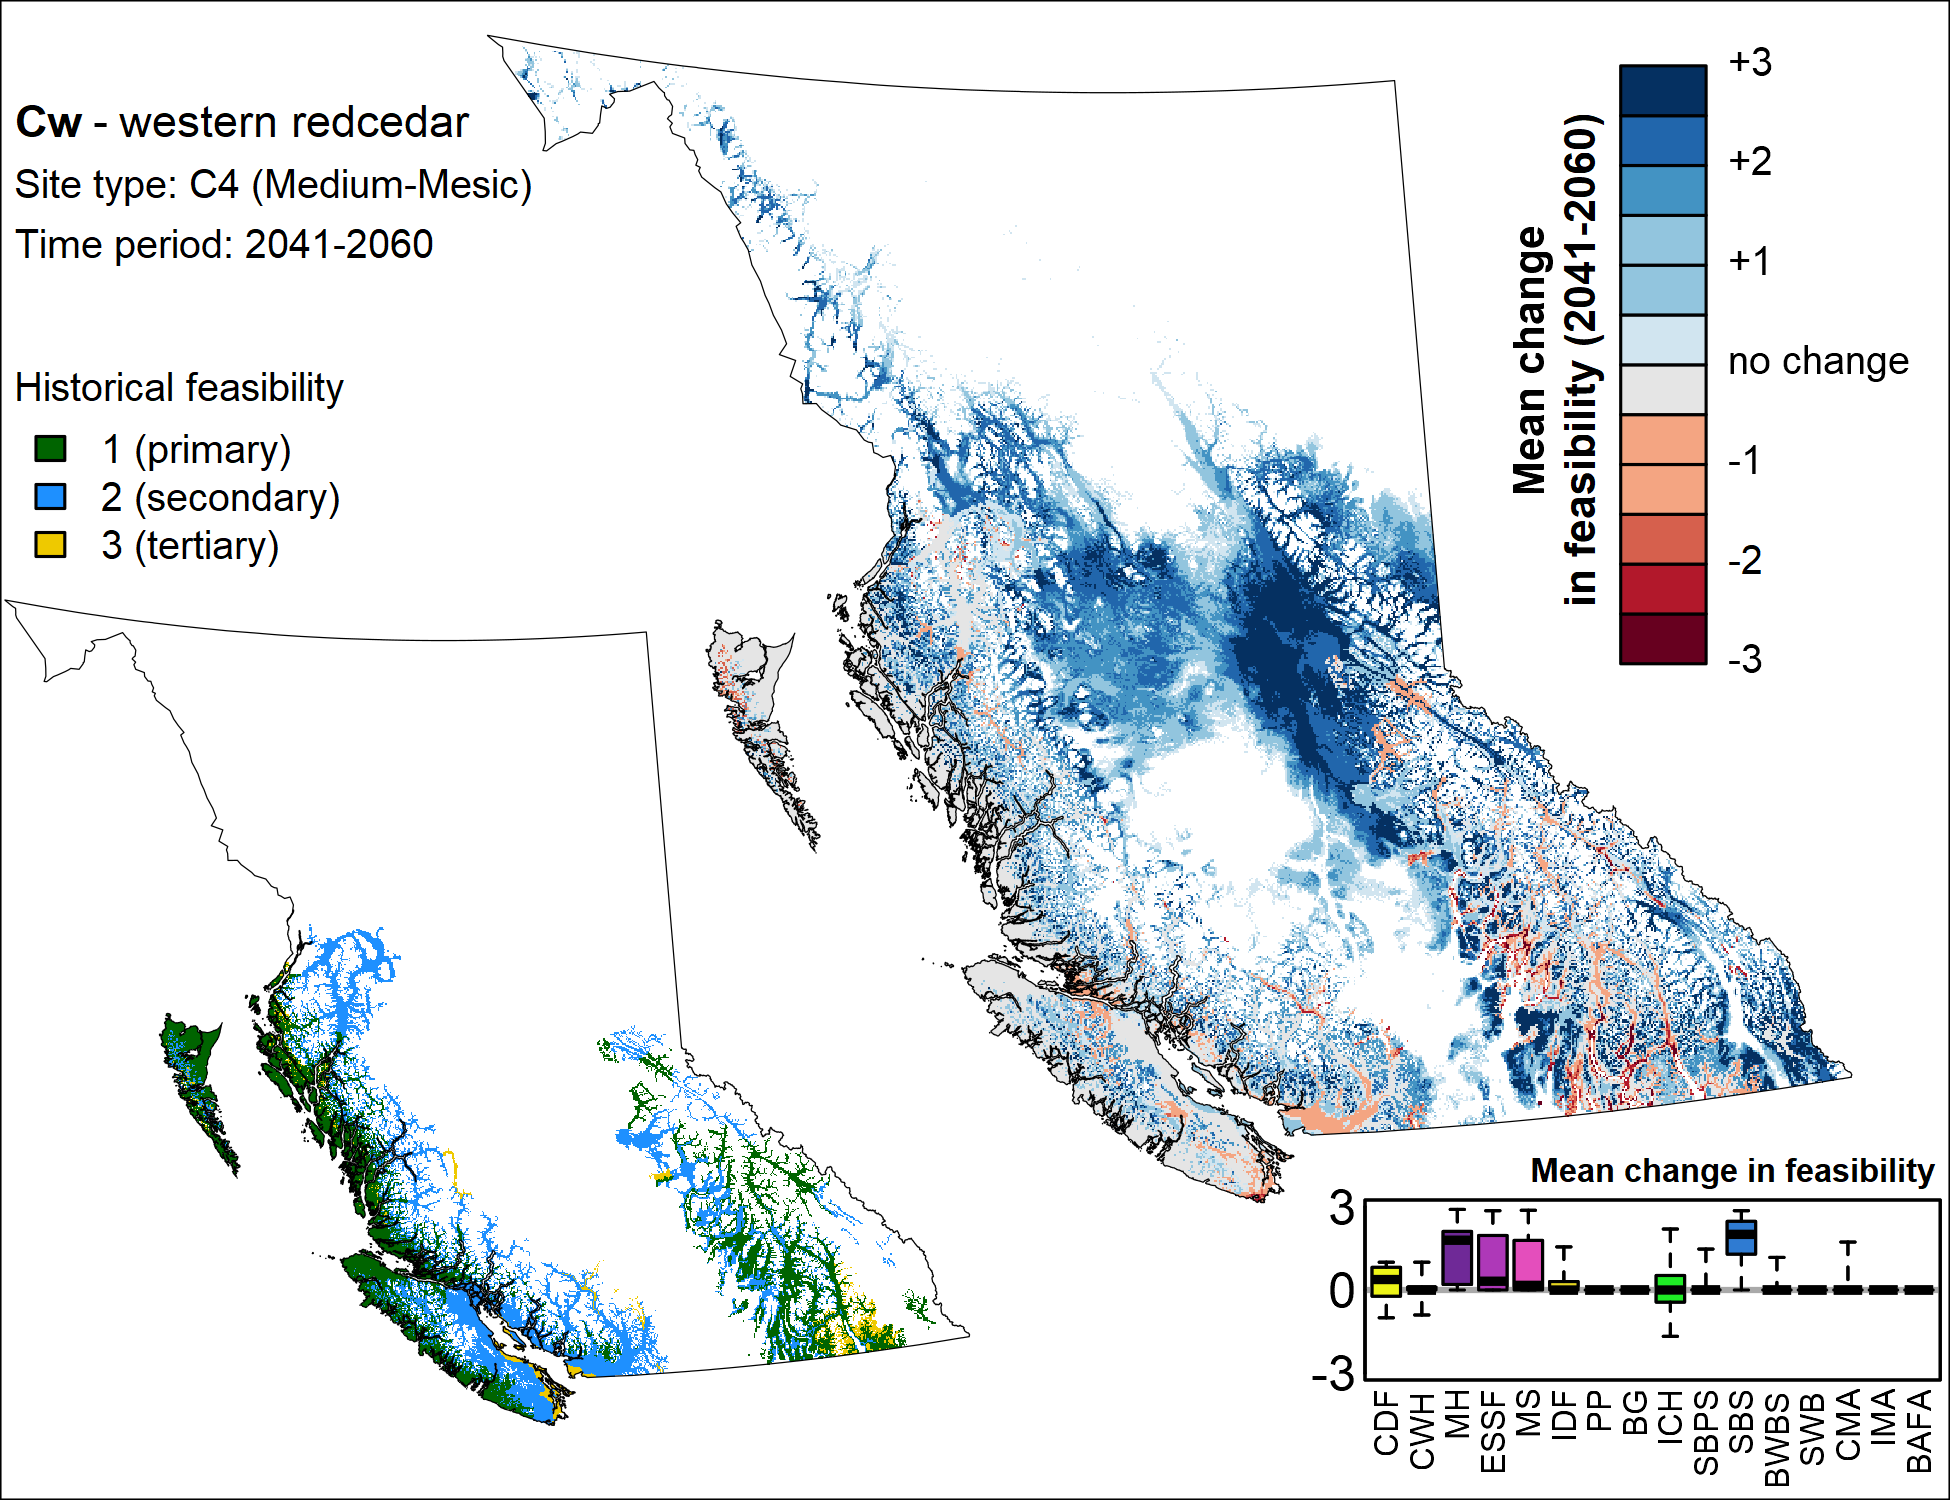 Cw - western redcedar
Site type: C4 (Medium-Mesic)
Time period: 2041-2060
Historical feasibility
1 (primary)
2 (secondary)
3 (tertiary)
Mean change
in feasibility (2041-2060)
+3
+2
+1
no change
-1
-2
-3
Mean change in feasibility
3
0
-3
CDF
CWH
MH
ESSF
MS
IDF
PP
BG
ICH
SBPS
SBS
BWBS
SWB
CMA
IMA
BAFA